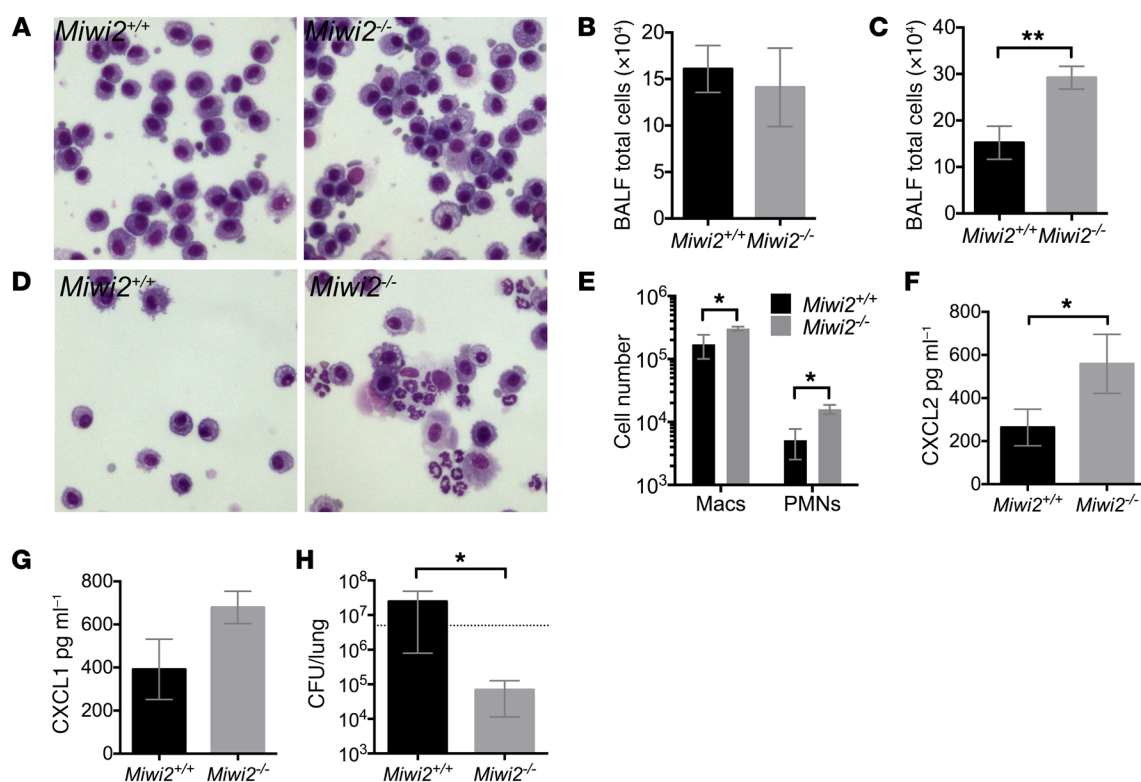 A
Miwi2+/+
Miwi2-/-
B
BALF total cells (×10⁴)
20
15
10
5
0
Miwi2+/+ Miwi2-/-
C
BALF total cells (×10⁴)
40
30
20
10
0
**
Miwi2+/+ Miwi2-/-
D
Miwi2+/+
Miwi2-/-
E
Cell number
10⁶
10⁵
10⁴
10³
*
*
Miwi2+/+
Miwi2-/-
Macs PMNs
F
CXCL2 pg ml⁻¹
800
600
400
200
0
*
Miwi2+/+ Miwi2-/-
G
CXCL1 pg ml⁻¹
800
600
400
200
0
Miwi2+/+ Miwi2-/-
H
CFU/lung
10⁸
10⁷
10⁶
10⁵
10⁴
10³
*
Miwi2+/+ Miwi2-/-